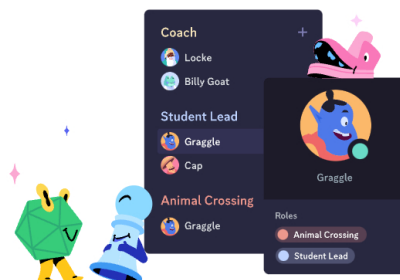 Coach
Locke
Billy Goat
Student Lead
Graggle
Cap
Animal Crossing
Graggle
Graggle
Roles
Animal Crossing
Student Lead